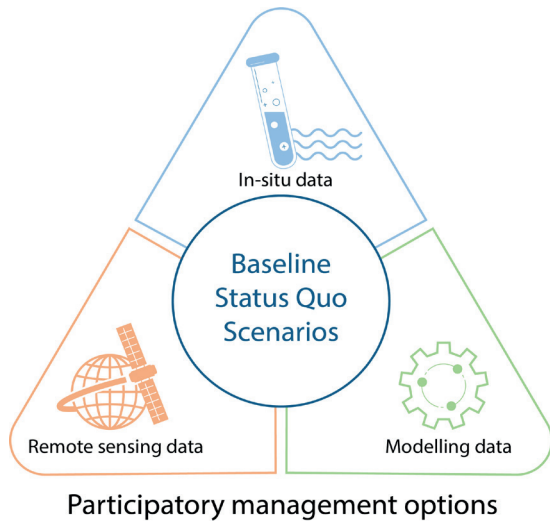 In-situ data
Baseline
Status Quo
Scenarios
Remote sensing data
Modelling data
Participatory management options